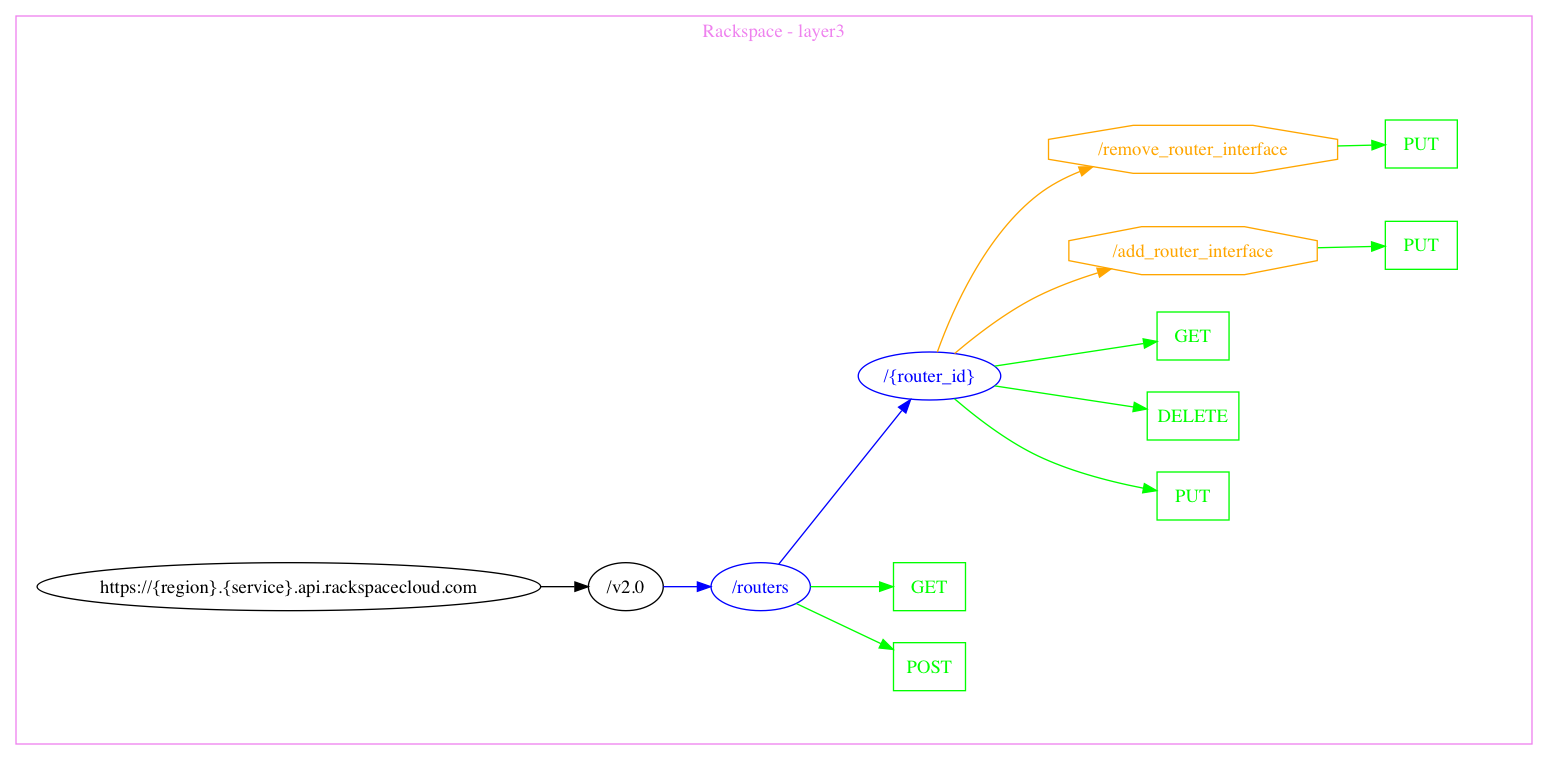 Rackspace - layer3
/remove_router_interface
PUT
/add_router_interface
PUT
GET
/{router_id}
DELETE
PUT
https://{region}.{service}.api.rackspacecloud.com
/v2.0
/routers
GET
POST